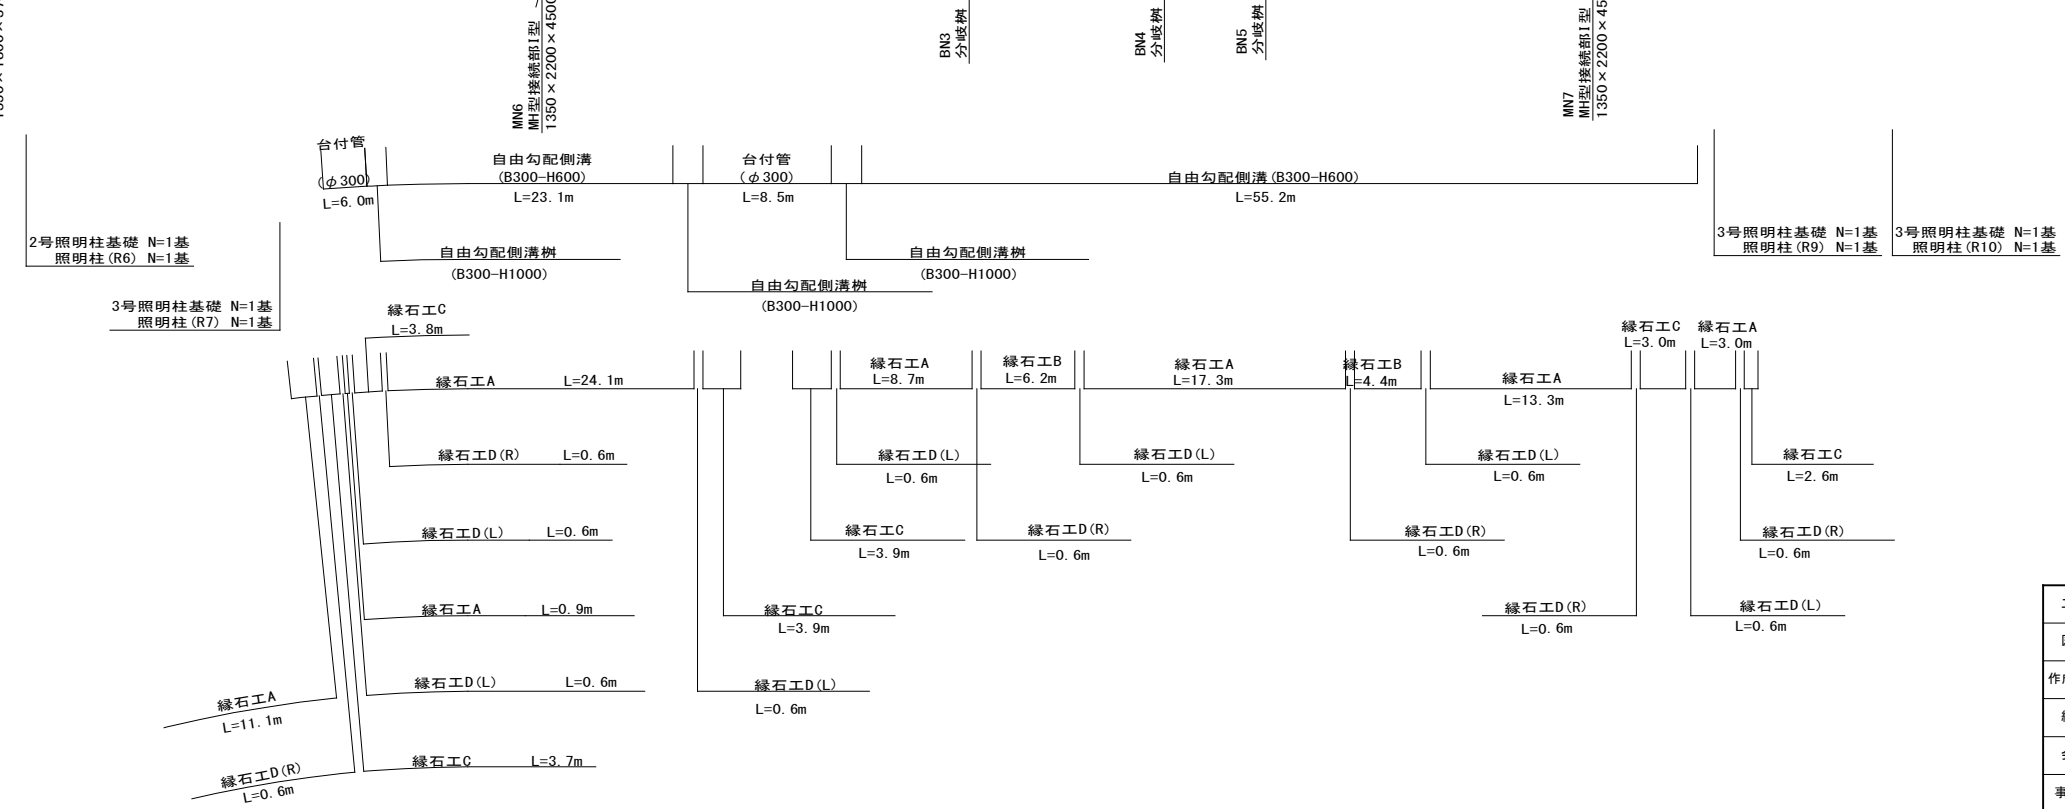 MN6
MH型接続部I型
1350×2200×4500
BN3
分岐桝
BN4
分岐桝
BN5
分岐桝
MN7
MH型接続部I型
台付管
(φ300)
L=6.0m
自由勾配側溝
(B300-H600)
L=23.1m
台付管
(φ300)
L=8.5m
自由勾配側溝(B300-H600)
L=55.2m
2号照明柱基礎 N=1基
照明柱(R6) N=1基
3号照明柱基礎 N=1基
照明柱(R7) N=1基
自由勾配側溝桝
(B300-H1000)
自由勾配側溝桝
(B300-H1000)
自由勾配側溝桝
(B300-H1000)
3号照明柱基礎 N=1基
照明柱(R9) N=1基
3号照明柱基礎 N=1基
照明柱(R10) N=1基
縁石工C
L=3.8m
縁石工A L=24.1m
縁石工A
L=8.7m
縁石工B
L=6.2m
縁石工A
L=17.3m
縁石工B
L=4.4m
縁石工A
L=13.3m
縁石工C
L=3.0m
縁石工A
L=3.0m
縁石工D(R) L=0.6m
縁石工D(L)
L=0.6m
縁石工D(L)
L=0.6m
縁石工D(L)
L=0.6m
縁石工C
L=2.6m
縁石工D(L) L=0.6m
縁石工C
L=3.9m
縁石工D(R)
L=0.6m
縁石工D(R)
L=0.6m
縁石工D(R)
L=0.6m
縁石工A L=0.9m
縁石工C
L=3.9m
縁石工D(R)
L=0.6m
縁石工D(L)
L=0.6m
縁石工D(L) L=0.6m
縁石工D(L)
L=0.6m
縁石工A
L=11.1m
縁石工C L=3.7m
縁石工D(R)
L=0.6m